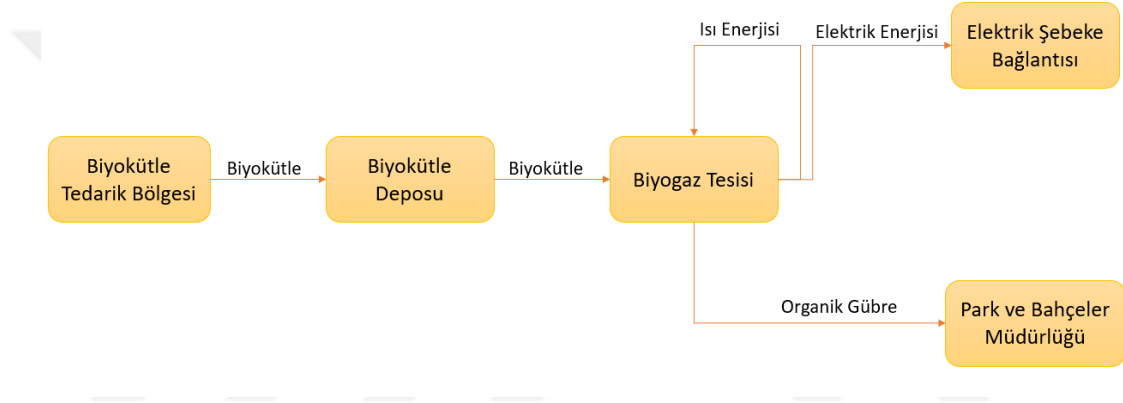 Isı Enerjisi
Elektrik Enerjisi
Elektrik Şebeke
Bağlantısı
Biyokütle
Tedarik Bölgesi
Biyokütle
Biyokütle
Deposu
Biyokütle
Biyogaz Tesisi
Organik Gübre
Park ve Bahçeler
Müdürlüğü